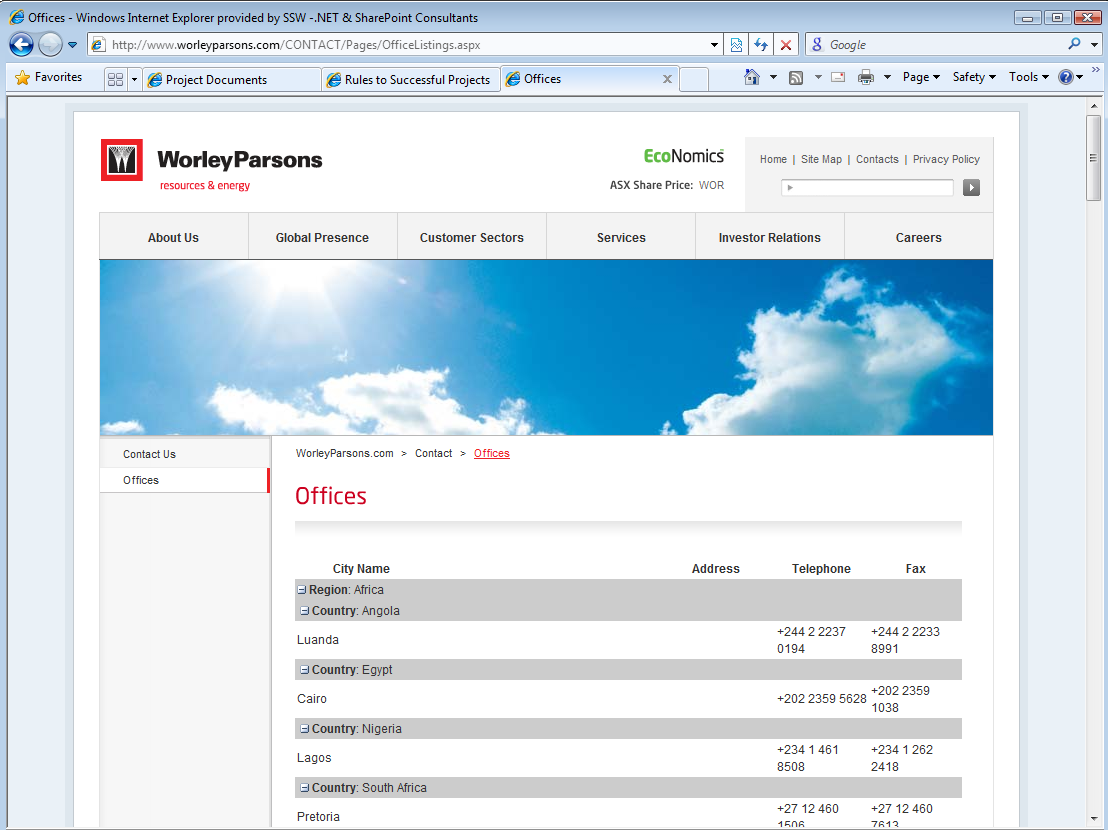 Offices - Windows Internet Explorer provided by SSW -.NET & SharePoint Consultants
http://www.worleyparsons.com/CONTACT/Pages/OfficeListings.aspx
Google
Favorites
Project Documents
Rules to Successful Projects
Offices
Page
Safety
Tools
WorleyParsons
resources & energy
EcoNomics
ASX Share Price: WOR
Home | Site Map | Contacts | Privacy Policy
About Us
Global Presence
Customer Sectors
Services
Investor Relations
Careers
Contact Us
Offices
WorleyParsons.com > Contact > Offices
Offices
City Name Address Telephone Fax
Region: Africa
Country: Angola
Luanda
+244 2 2237
0194
+244 2 2233
8991
Country: Egypt
Cairo
+202 2359 5628
+202 2359
1038
Country: Nigeria
Lagos
+234 1 461
8508
+234 1 262
2418
Country: South Africa
Pretoria
+27 12 460
1506
+27 12 460
7613